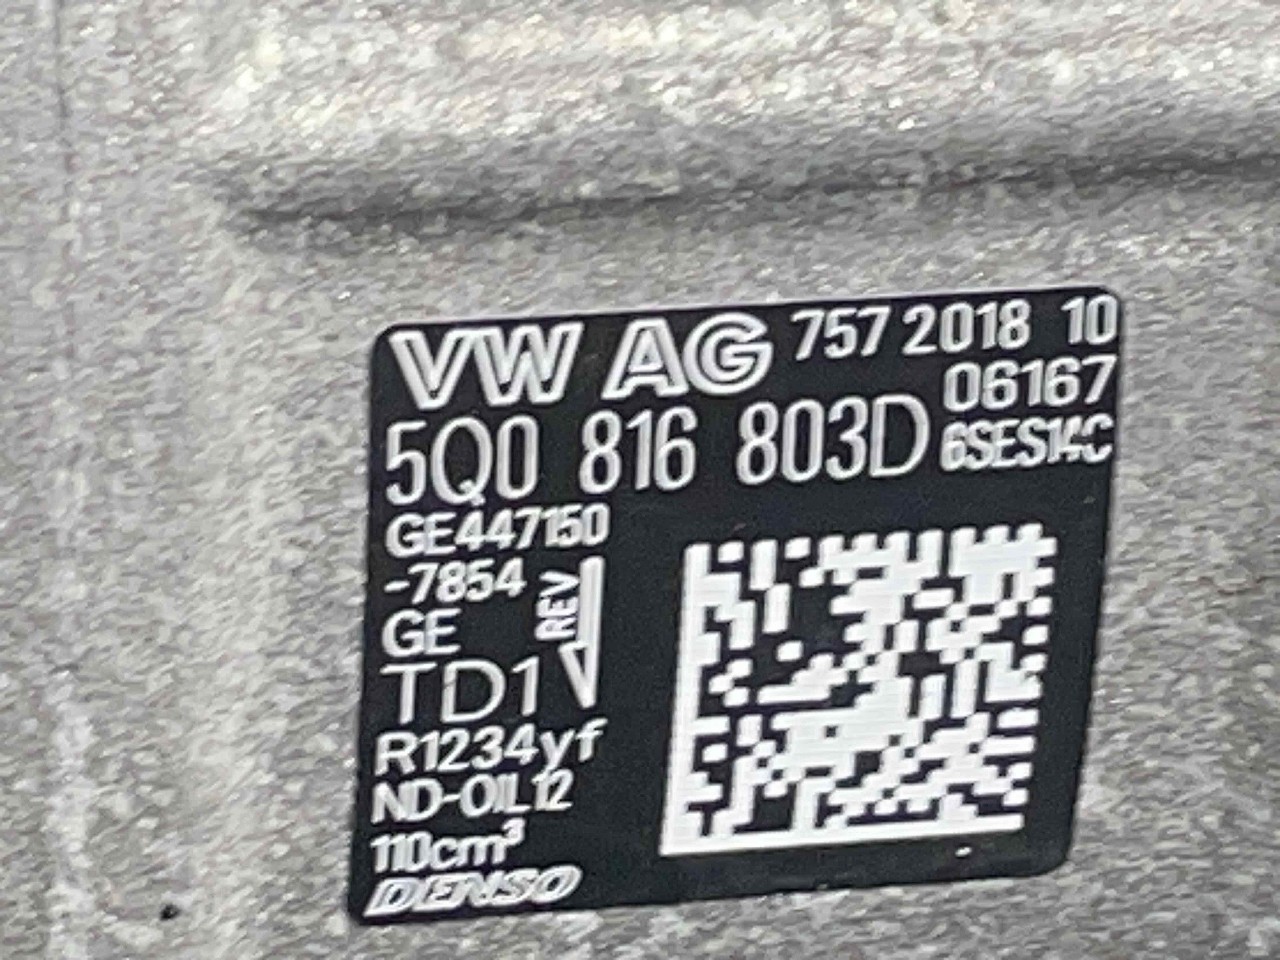 VW AG 757 2018 10
06167
5Q0 816 803D 6SES14C
GE447150
-7854
REV
GE
TD1
R1234yf
ND-OIL12
110cm³
DENSO